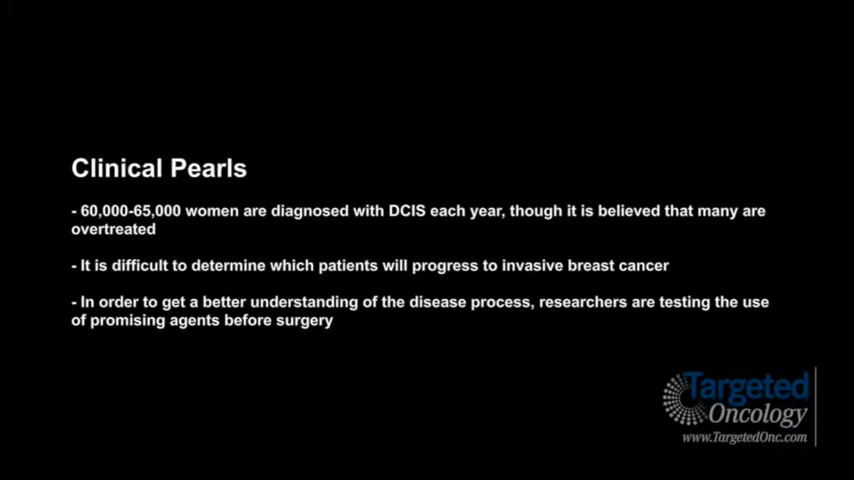 Clinical Pearls
- 60,000-65,000 women are diagnosed with DCIS each year, though it is believed that many are
overtreated
- It is difficult to determine which patients will progress to invasive breast cancer
- In order to get a better understanding of the disease process, researchers are testing the use
of promising agents before surgery
Targeted
Oncology
www.TargetedOnc.com